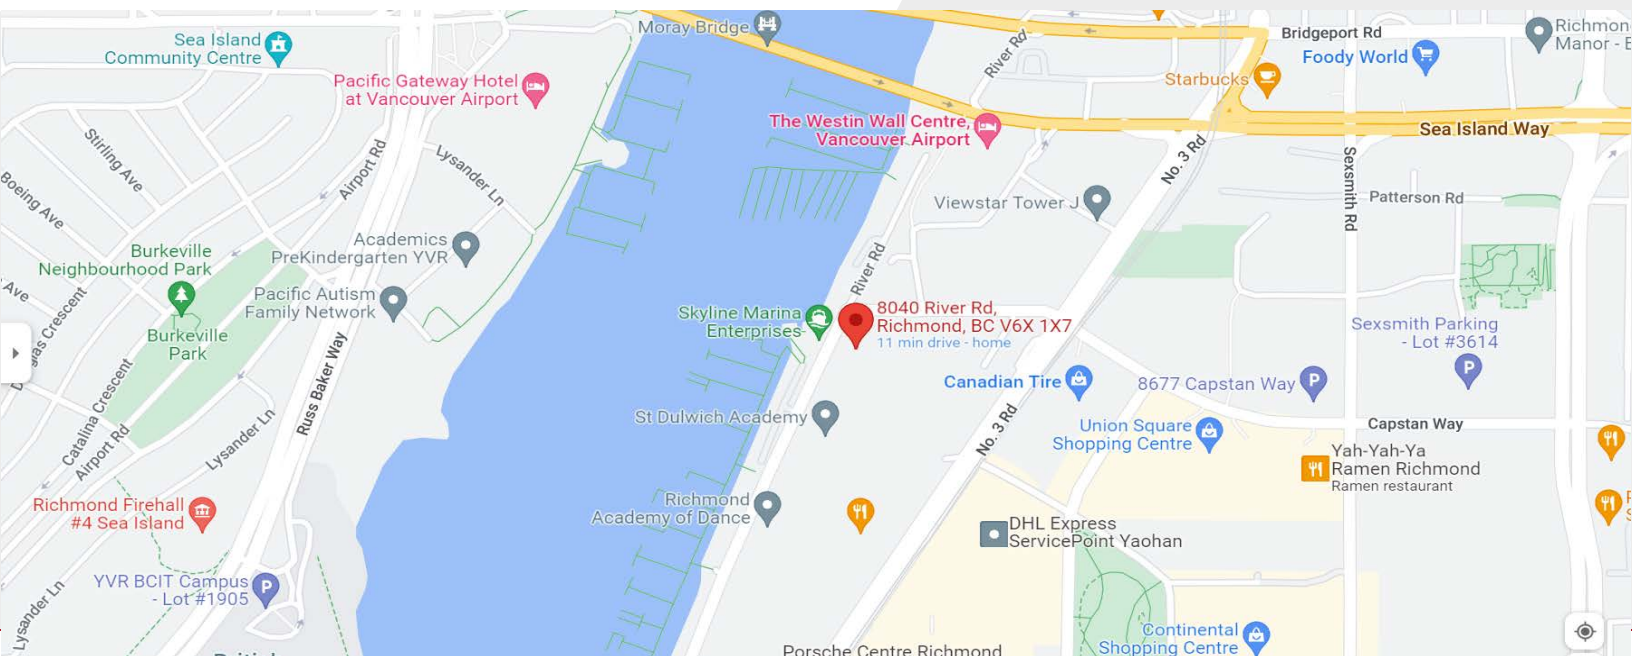 Moray Bridge
Sea Island
Community Centre
Pacific Gateway Hotel
at Vancouver Airport
River Rd
Bridgeport Rd
Foody World
Richmon
Manor - E
Starbucks
The Westin Wall Centre,
Vancouver Airport
Sea Island Way
Stirling Ave
Boeing Ave
Airport Rd
Lysander Ln
No. 3 Rd
Sexsmith Rd
Patterson Rd
Viewstar Tower J
Academics
PreKindergarten YVR
Burkeville
Neighbourhood Park
Pacific Autism
Family Network
Ave
River Rd
Skyline Marina
Enterprises
8040 River Rd,
Richmond, BC V6X 1X7
11 min drive - home
Burkeville
Park
Sexsmith Parking
- Lot #3614
Canadian Tire
8677 Capstan Way
Russ Baker Way
Catalina Crescent
Airport Rd
Lysander Ln
St Dulwich Academy
No. 3 Rd
Union Square
Shopping Centre
Capstan Way
Yah-Yah-Ya
Ramen Richmond
Ramen restaurant
Richmond Firehall
#4 Sea Island
Richmond
Academy of Dance
DHL Express
ServicePoint Yaohan
YVR BCIT Campus
- Lot #1905
Lysander Ln
Continental
Shopping Centre
Porsche Centre Richmond